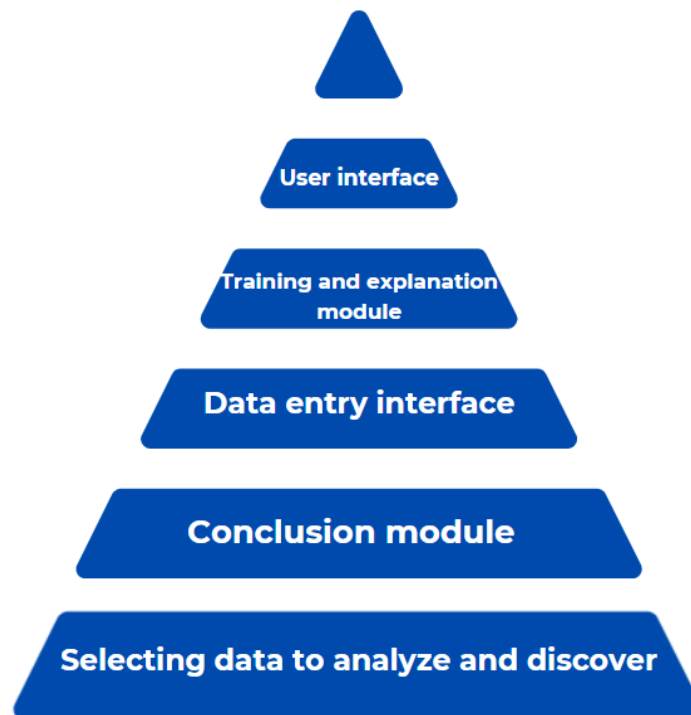 User interface
Training and explanation
module
Data entry interface
Conclusion module
Selecting data to analyze and discover